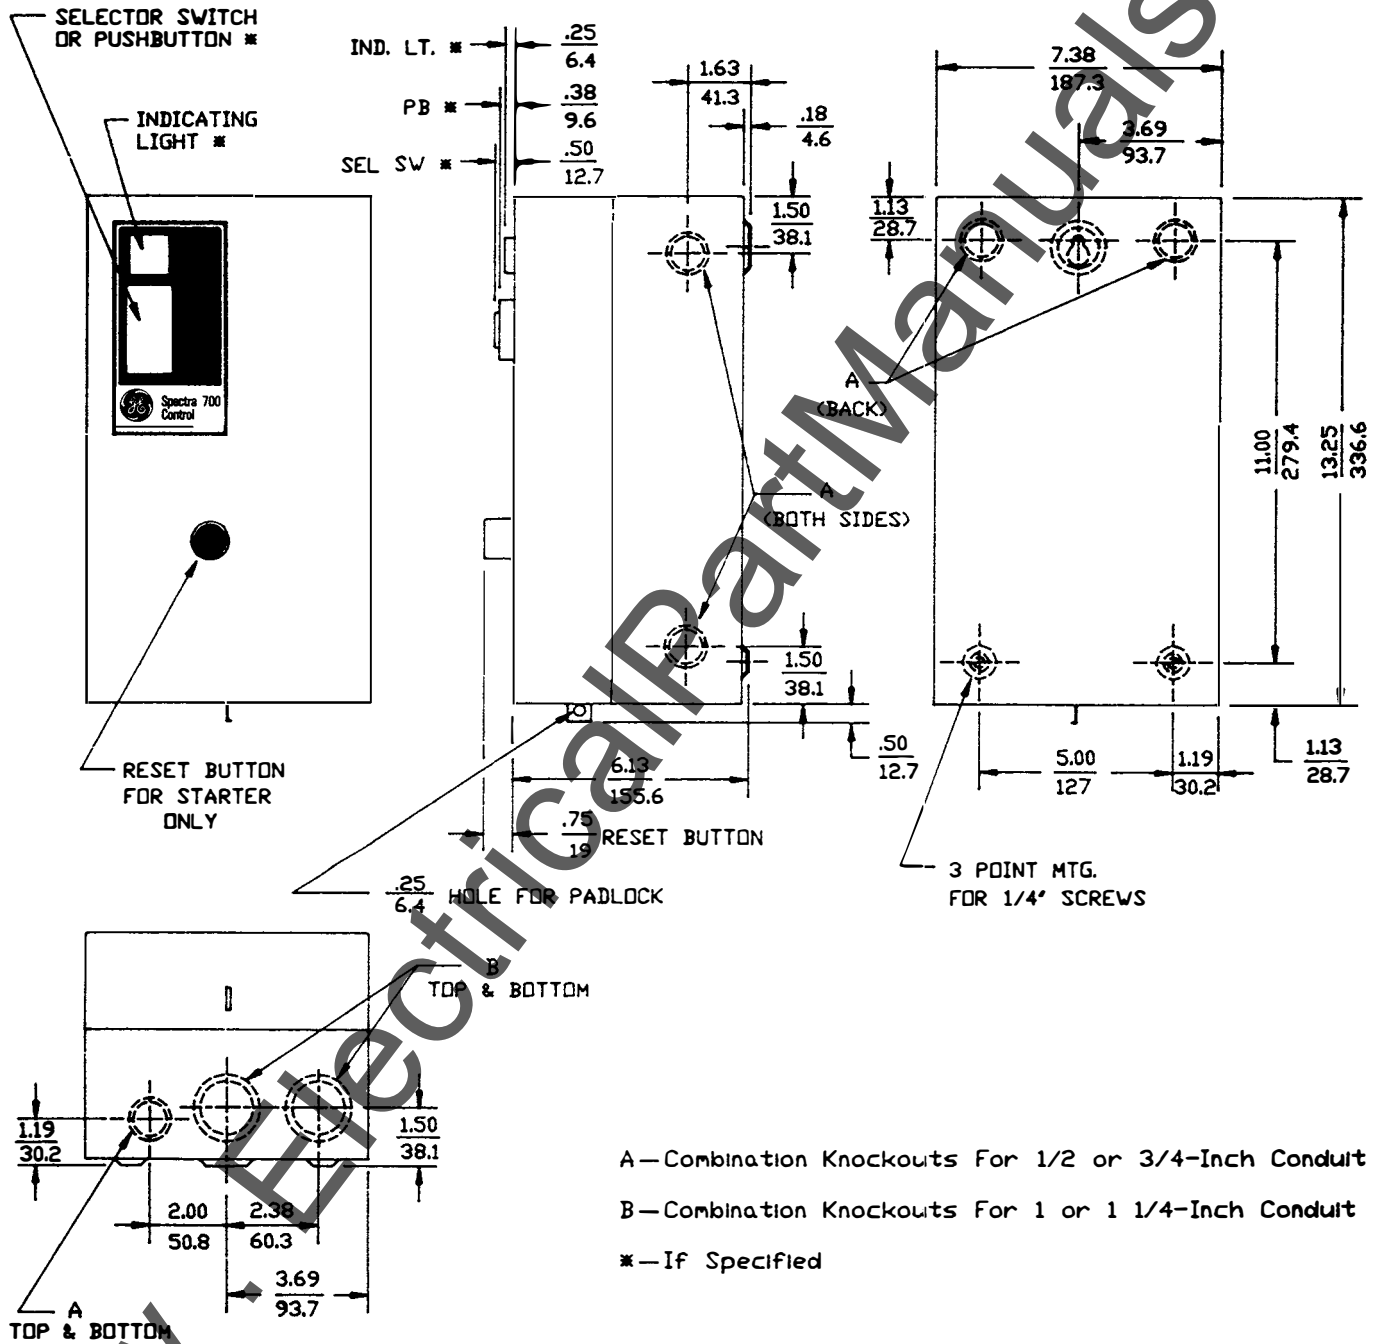 SELECTOR SWITCH
OR PUSHBUTTON *
INDICATING
LIGHT *
IND. LT. *
.25
6.4
PB *
.38
9.6
SEL SW *
.50
12.7
1.63
41.3
.18
4.6
7.38
187.3
3.69
93.7
1.50
38.1
1.13
28.7
Spectra 700
Control
A
(BACK)
A
(BOTH SIDES)
11.00
279.4
13.25
336.6
1.50
38.1
.50
12.7
6.13
155.6
5.00
127
1.19
30.2
1.13
28.7
RESET BUTTON
FOR STARTER
ONLY
.75
19
RESET BUTTON
.25
6.4
HOLE FOR PADLOCK
3 POINT MTG.
FOR 1/4" SCREWS
B
TOP & BOTTOM
1.19
30.2
1.50
38.1
2.00
50.8
2.38
60.3
3.69
93.7
A
TOP & BOTTOM
A—Combination Knockouts For 1/2 or 3/4-Inch Conduit
B—Combination Knockouts For 1 or 1 1/4-Inch Conduit
*—If Specified
. ElectricalPartManuals